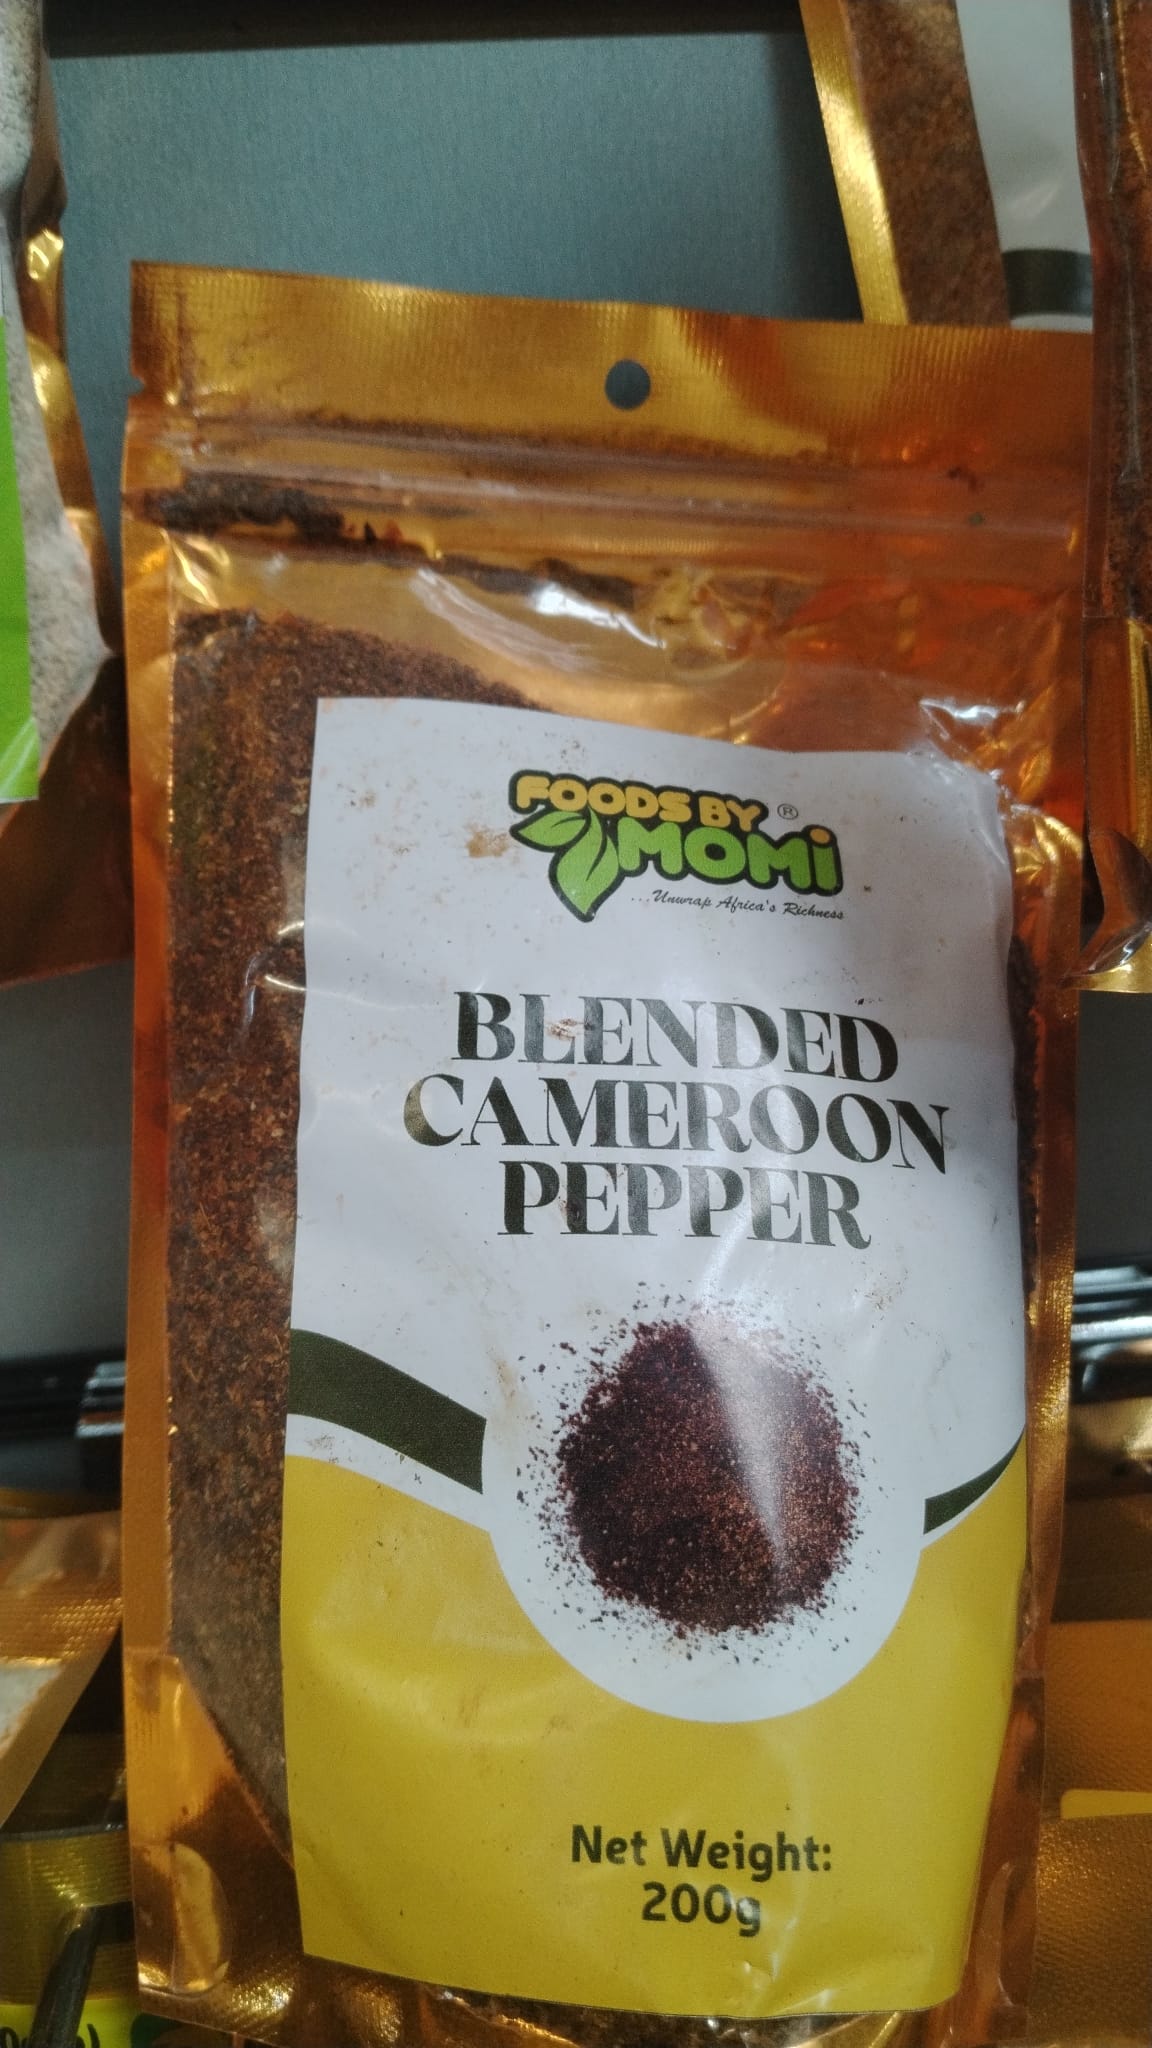 FOODS BY ®
MOMi
...Unwrap Africa's Richness
BLENDED
CAMEROON
PEPPER
Net Weight:
200g